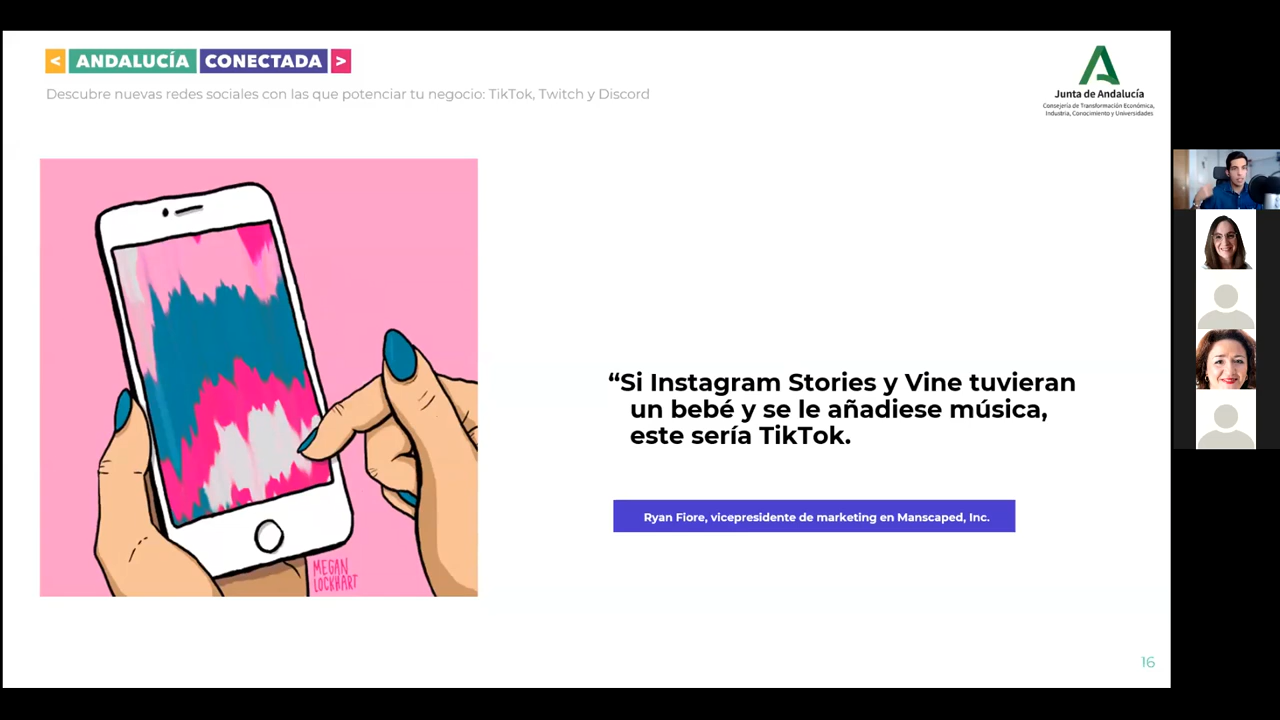 < ANDALUCÍA CONECTADA >
Descubre nuevas redes sociales con las que potenciar tu negocio: TikTok, Twitch y Discord
Junta de Andalucía
Consejería de Transformación Económica,
Industria, Conocimiento y Universidades
“Si Instagram Stories y Vine tuvieran
un bebé y se le añadiese música,
este sería TikTok.
Ryan Fiore, vicepresidente de marketing en Manscaped, Inc.
MEGAN
LOCKHART
16